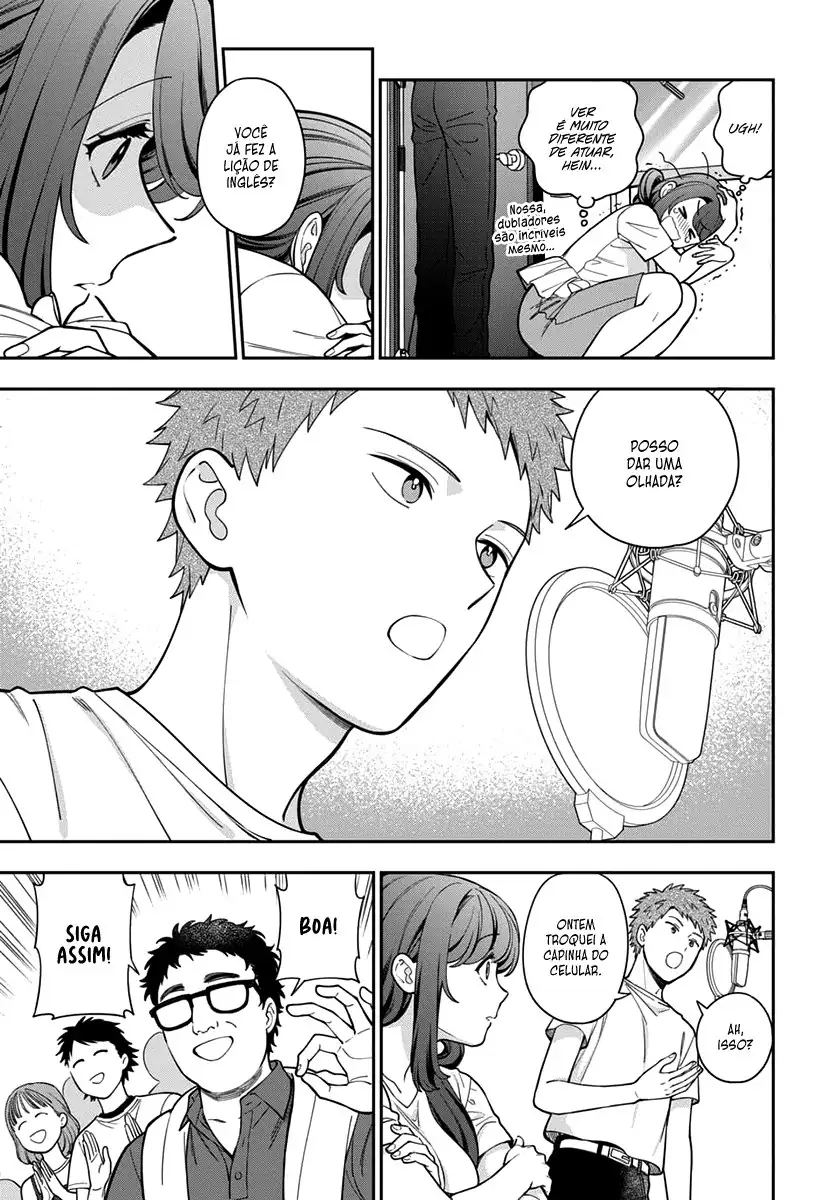 UGH!
VER
É MUITO
DIFERENTE
DE ATUAR,
HEIN...
Nossa,
dubladores
são incríveis
mesmo...
VOCÊ
JÁ FEZ A
LIÇÃO DE
INGLÊS?
POSSO
DAR UMA
OLHADA?
AH,
ISSO?
ONTEM
TROQUEI A
CAPINHA DO
CELULAR.
BOA!
SIGA
ASSIM!